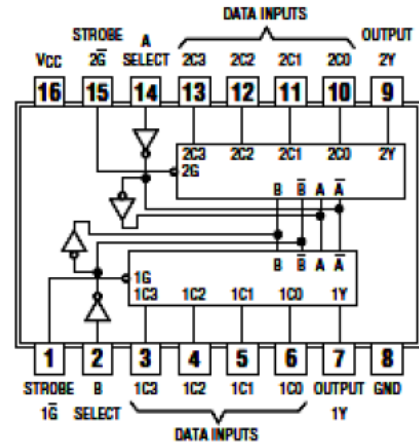 DATA INPUTS
STROBE A OUTPUT
VCC 2G̅ SELECT 2C3 2C2 2C1 2C0 2Y
16 15 14 13 12 11 10 9
2C3 2C2 2C1 2C0 2Y
2G
B B̅ A A̅
B B̅ A A̅
1G
1C3 1C2 1C1 1C0 1Y
1 2 3 4 5 6 7 8
STROBE B 1C3 1C2 1C1 1C0 OUTPUT GND
1G̅ SELECT 1Y
DATA INPUTS